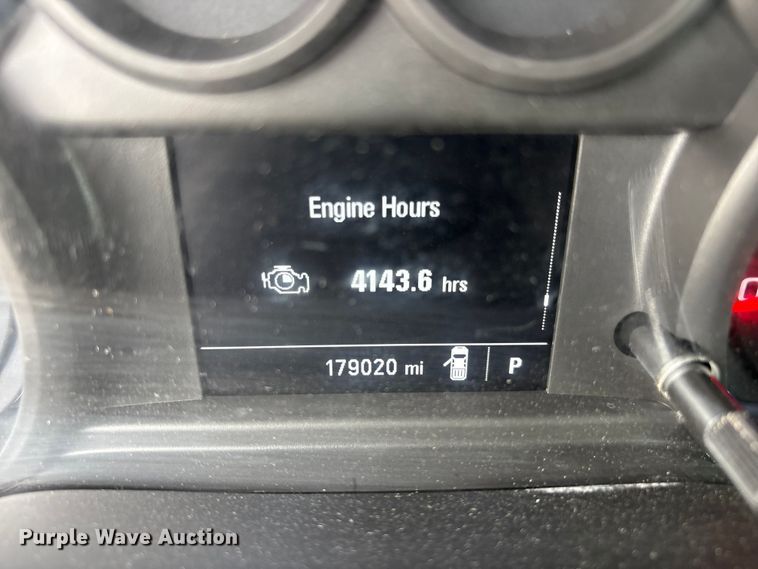 Engine Hours
4143.6 hrs
179020 mi P
Purple Wave Auction